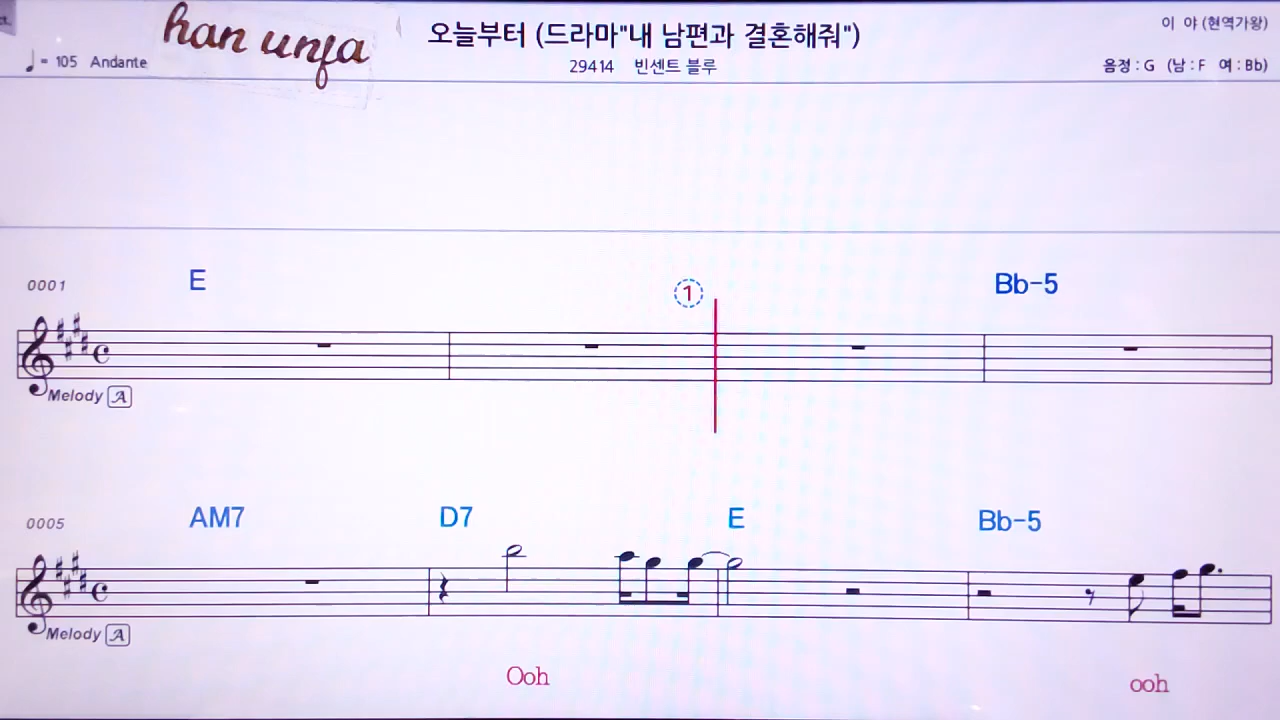 ct.
han unja
오늘부터 (드라마"내 남편과 결혼해줘")
이 야 (현역가왕)
= 105 Andante
29414 빈센트 블루
음정 : G (남 : F 여 : Bb)
0001
E
1
Bb-5
Melody A
0005
AM7 D7 E Bb-5
Melody A
Ooh ooh